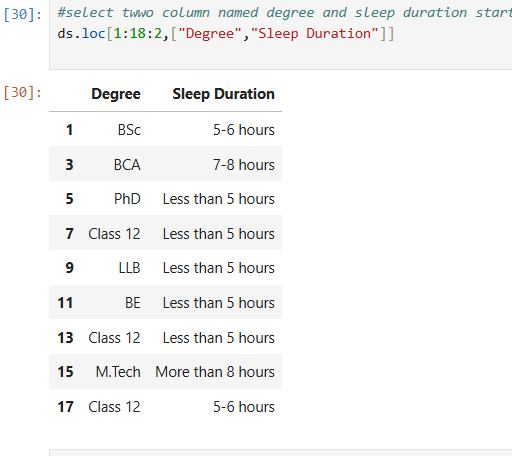 [30]: #select twwo column named degree and sleep duration start
ds.loc[1:18:2,["Degree","Sleep Duration"]]
[30]: Degree Sleep Duration
1 BSc 5-6 hours
3 BCA 7-8 hours
5 PhD Less than 5 hours
7 Class 12 Less than 5 hours
9 LLB Less than 5 hours
11 BE Less than 5 hours
13 Class 12 Less than 5 hours
15 M.Tech More than 8 hours
17 Class 12 5-6 hours